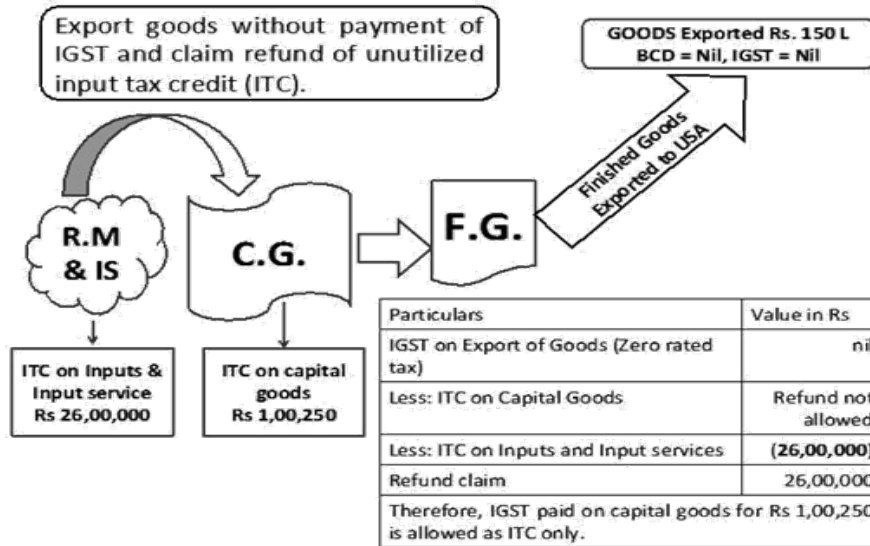 Export goods without payment of
IGST and claim refund of unutilized
input tax credit (ITC).
GOODS Exported Rs. 150 L
BCD = Nil, IGST = Nil
Finished Goods
Exported to USA
R.M
& IS
C.G.
F.G.
ITC on Inputs &
Input service
Rs 26,00,000
ITC on capital
goods
Rs 1,00,250
Particulars Value in Rs
IGST on Export of Goods (Zero rated nil
tax)
Less: ITC on Capital Goods Refund not
allowed
Less: ITC on Inputs and Input services (26,00,000)
Refund claim 26,00,000
Therefore, IGST paid on capital goods for Rs 1,00,250
is allowed as ITC only.